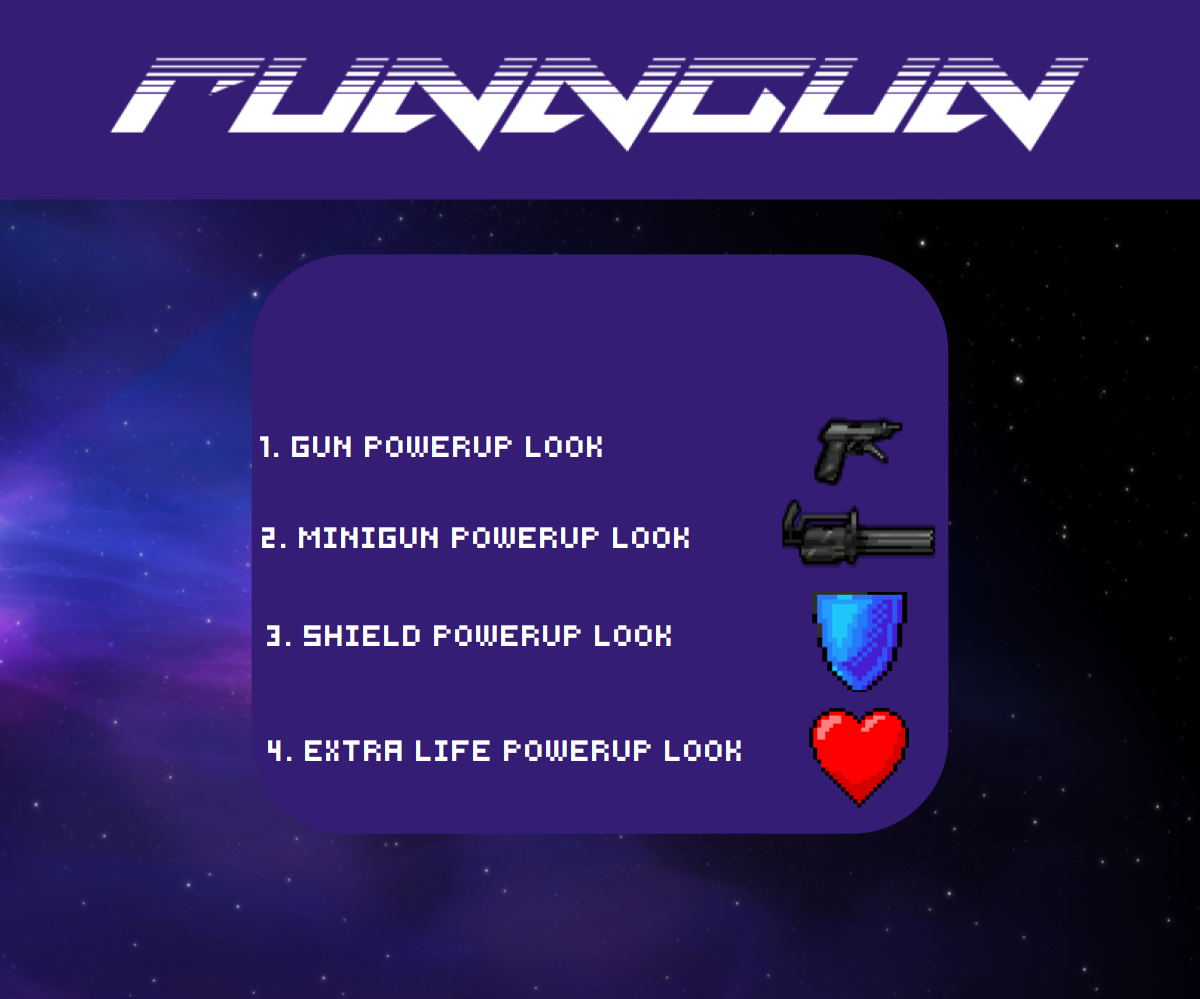 RUNNGUN
1. GUN POWERUP LOOK
2. MINIGUN POWERUP LOOK
3. SHIELD POWERUP LOOK
4. EXTRA LIFE POWERUP LOOK